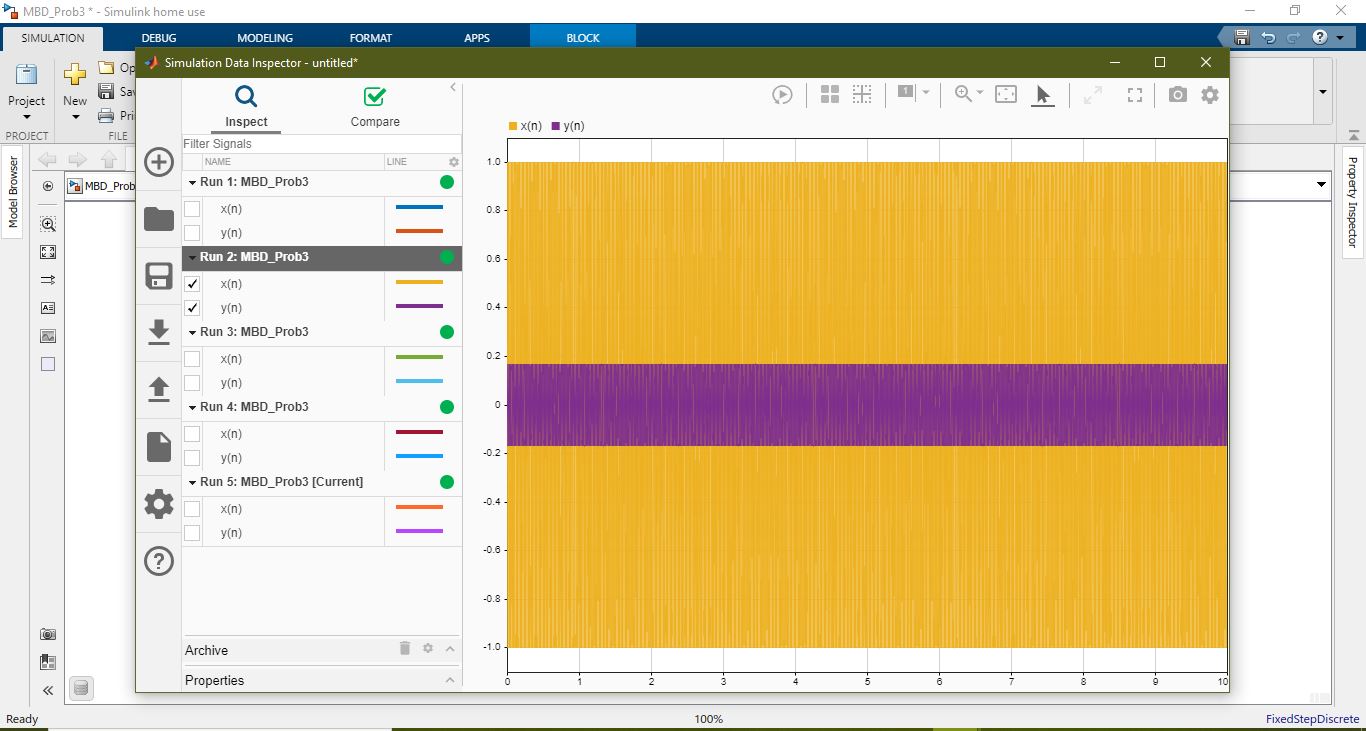 MBD_Prob3 * - Simulink home use
SIMULATION DEBUG MODELING FORMAT APPS BLOCK
Project
New
Op
Sav
Pri
PROJECT FILE
Simulation Data Inspector - untitled*
Inspect Compare
Filter Signals
NAME LINE
Run 1: MBD_Prob3
x(n)
y(n)
Run 2: MBD_Prob3
x(n)
y(n)
Run 3: MBD_Prob3
x(n)
y(n)
Run 4: MBD_Prob3
x(n)
y(n)
Run 5: MBD_Prob3 [Current]
x(n)
y(n)
Archive
Properties
1
x(n) y(n)
1.0
0.8
0.6
0.4
0.2
0
-0.2
-0.4
-0.6
-0.8
-1.0
0 1 2 3 4 5 6 7 8 9 10
Model Browser
MBD_Prob
Property Inspector
Ready 100% FixedStepDiscrete